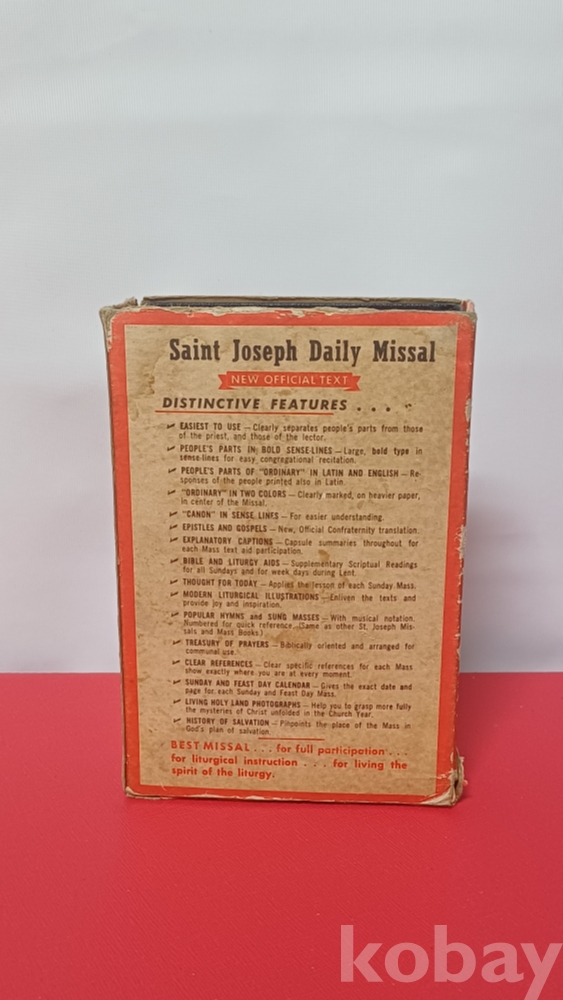 Saint Joseph Daily Missal
NEW OFFICIAL TEXT
DISTINCTIVE FEATURES . . . .
EASIEST TO USE — Clearly separates people's parts from those
of the priest, and those of the lector.
PEOPLE'S PARTS IN BOLD SENSE-LINES — Large, bold type in
sense-lines for easy congregational recitation.
PEOPLE'S PARTS OF "ORDINARY" IN LATIN AND ENGLISH — Re-
sponses of the people printed also in Latin.
"ORDINARY" IN TWO COLORS — Clearly marked, on heavier paper,
in center of the Missal.
"CANON" IN SENSE LINES — For easier understanding.
EPISTLES AND GOSPELS — New, Official Confraternity translation.
EXPLANATORY CAPTIONS — Capsule summaries throughout for
each Mass text aid participation.
BIBLE AND LITURGY AIDS — Supplementary Scriptual Readings
for all Sundays and for week days during Lent.
THOUGHT FOR TODAY — Applies the lesson of each Sunday Mass.
MODERN LITURGICAL ILLUSTRATIONS — Enliven the texts and
provide joy and inspiration.
POPULAR HYMNS and SUNG MASSES — With musical notation.
Numbered for quick reference. (Same as other St. Joseph Mis-
sals and Mass Books)
TREASURY OF PRAYERS — Biblically oriented and arranged for
communal use.
CLEAR REFERENCES — Clear specific references for each Mass
show exactly where you are at every moment.
SUNDAY AND FEAST DAY CALENDAR — Gives the exact date and
page for each Sunday and Feast Day Mass.
LIVING HOLY LAND PHOTOGRAPHS — Help you to grasp more fully
the mysteries of Christ unfolded in the Church Year.
HISTORY OF SALVATION — Pinpoints the place of the Mass in
God's plan of salvation.
BEST MISSAL . . . for full participation . . .
for liturgical instruction . . . for living the
spirit of the liturgy.
kobay